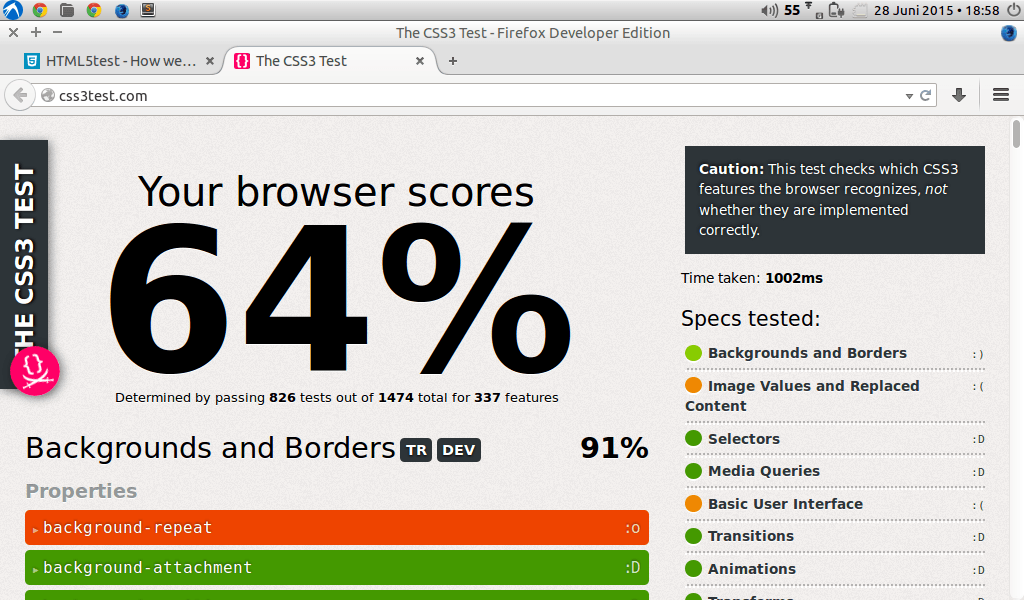 55
28 Juni 2015 • 18:58
The CSS3 Test - Firefox Developer Edition
HTML5test - How we...
The CSS3 Test
css3test.com
THE CSS3 TEST
Your browser scores
64%
Determined by passing 826 tests out of 1474 total for 337 features
Backgrounds and Borders TR DEV 91%
Properties
background-repeat :o
background-attachment :D
Caution: This test checks which CSS3
features the browser recognizes, not
whether they are implemented
correctly.
Time taken: 1002ms
Specs tested:
Backgrounds and Borders :)
Image Values and Replaced :(
Content
Selectors :D
Media Queries :D
Basic User Interface :(
Transitions :D
Animations :D